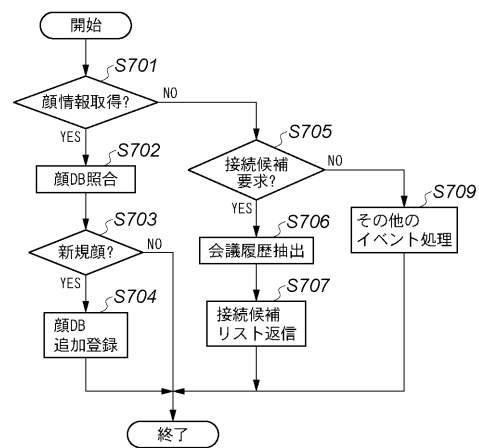 開始
S701
顔情報取得?
NO
YES
S702
顔DB照合
S703
新規顔?
NO
YES
S704
顔DB
追加登録
S705
接続候補
要求?
NO
YES
S706
会議履歴抽出
S707
接続候補
リスト返信
S709
その他の
イベント処理
終了